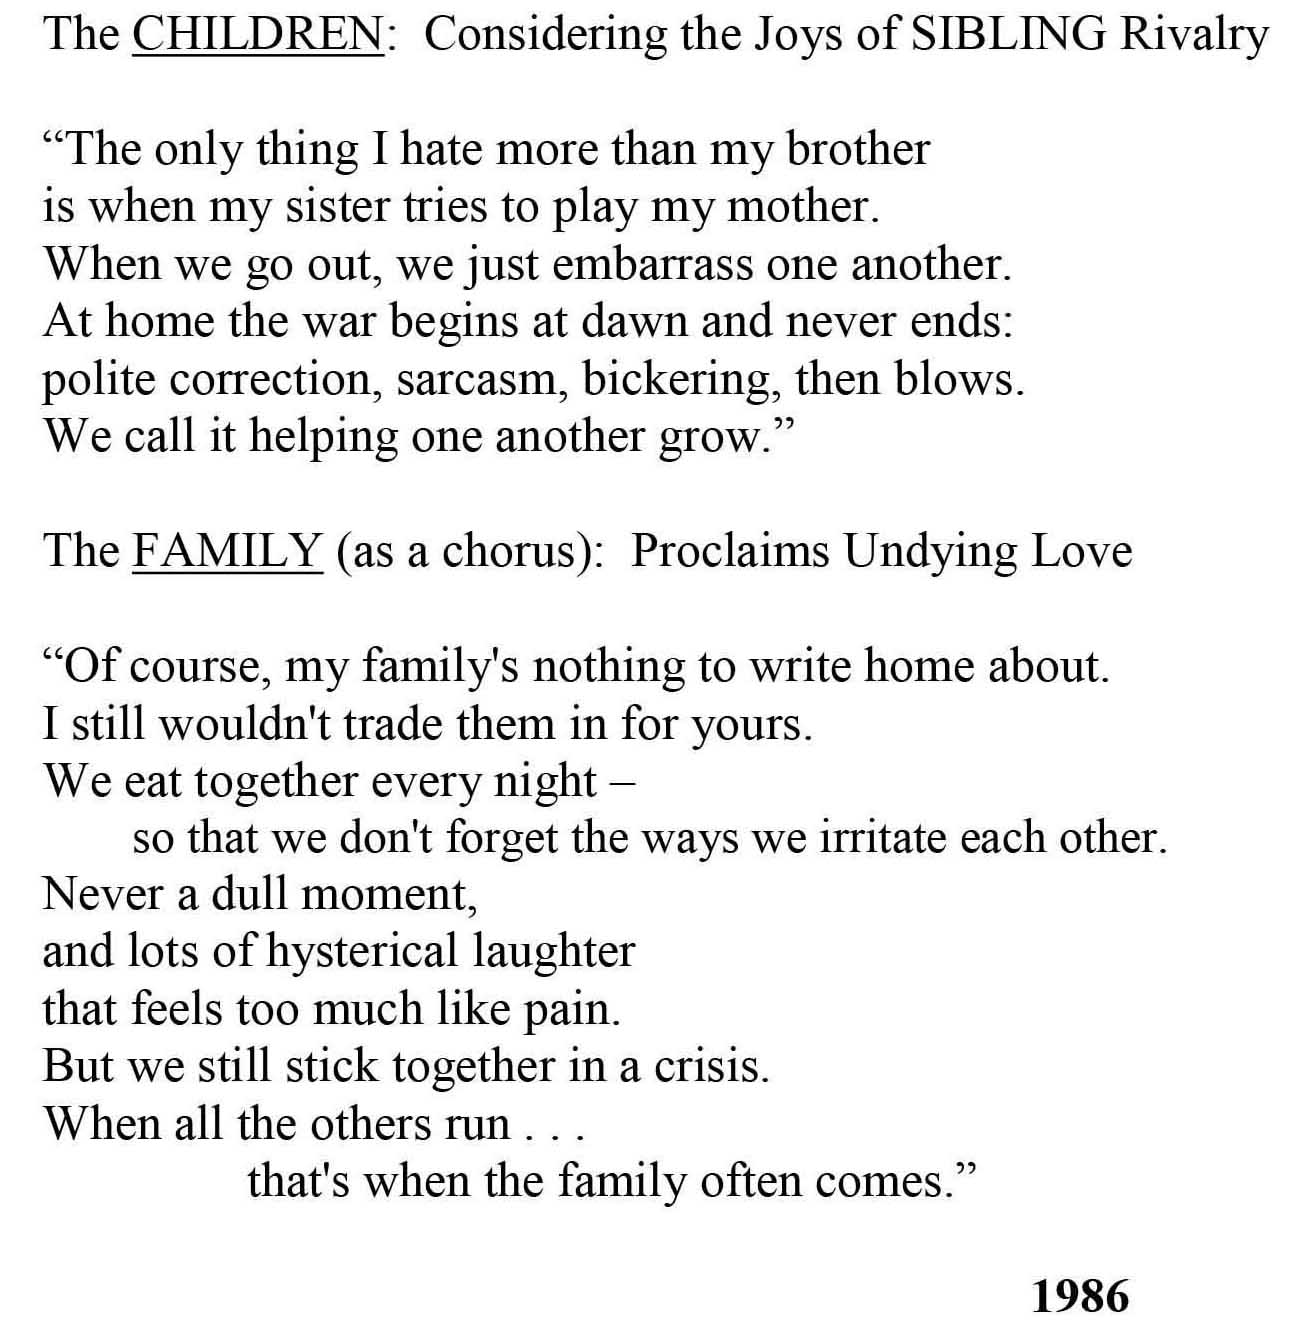 The CHILDREN:  Considering the Joys of SIBLING Rivalry
“The only thing I hate more than my brother
is when my sister tries to play my mother.
When we go out, we just embarrass one another.
At home the war begins at dawn and never ends:
polite correction, sarcasm, bickering, then blows.
We call it helping one another grow.”
The FAMILY (as a chorus):  Proclaims Undying Love
“Of course, my family's nothing to write home about.
I still wouldn't trade them in for yours.
We eat together every night –
so that we don't forget the ways we irritate each other.
Never a dull moment,
and lots of hysterical laughter
that feels too much like pain.
But we still stick together in a crisis.
When all the others run . . .
that's when the family often comes.”
1986